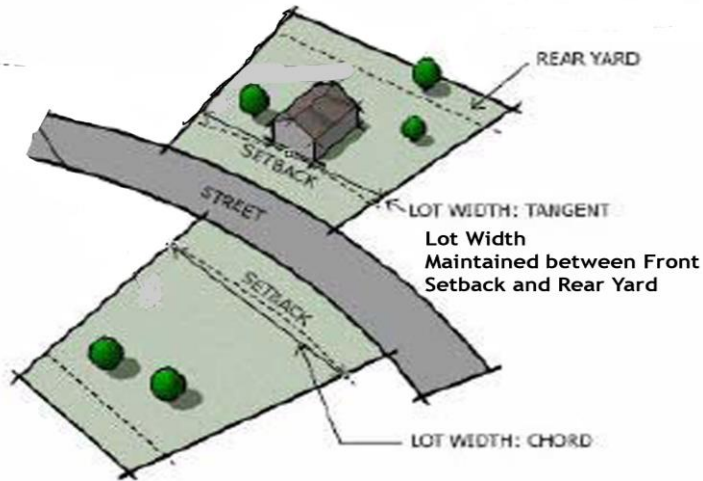 REAR YARD
SETBACK
STREET
LOT WIDTH: TANGENT
Lot Width
Maintained between Front
Setback and Rear Yard
SETBACK
LOT WIDTH: CHORD